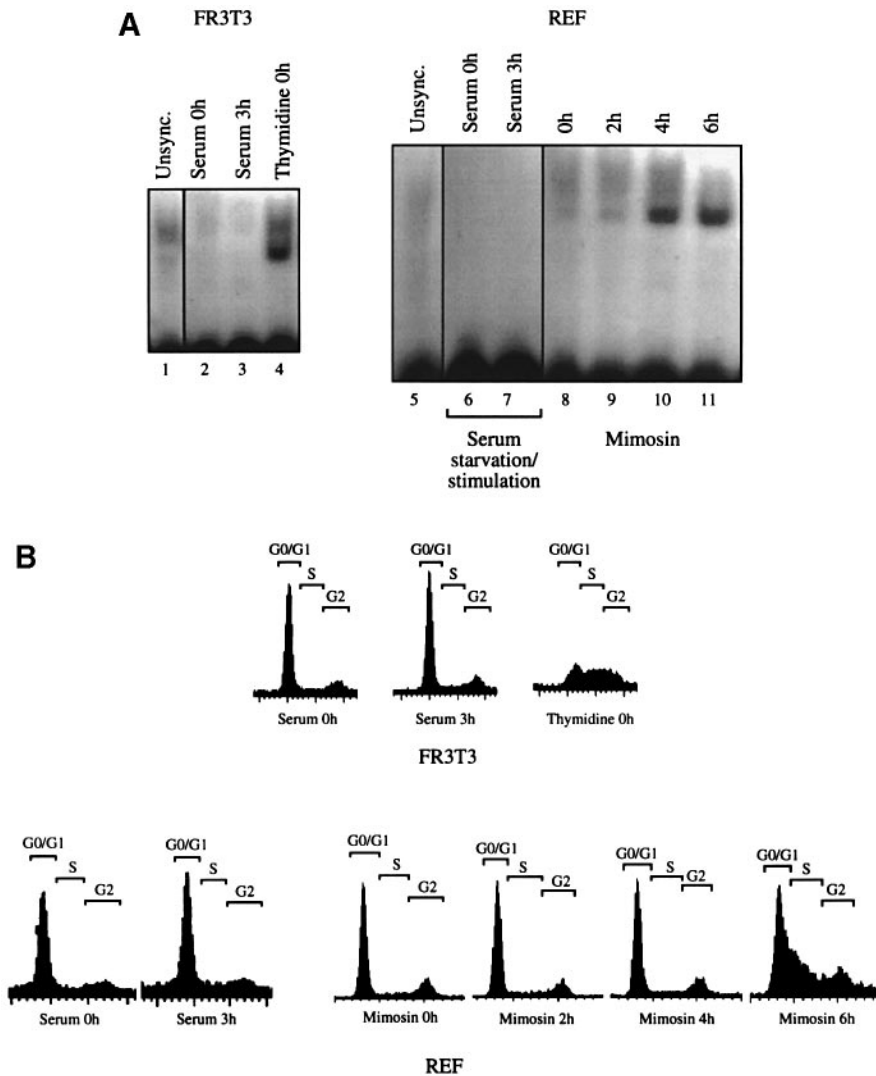 A
FR3T3
REF
Unsync.
Serum 0h
Serum 3h
Thymidine 0h
Unsync.
Serum 0h
Serum 3h
0h
2h
4h
6h
1 2 3 4
5 6 7 8 9 10 11
Serum
starvation/
stimulation
Mimosin
B
G0/G1
S
G2
Serum 0h
G0/G1
S
G2
Serum 3h
G0/G1
S
G2
Thymidine 0h
FR3T3
G0/G1
S
G2
Serum 0h
G0/G1
S
G2
Serum 3h
G0/G1
S
G2
Mimosin 0h
G0/G1
S
G2
Mimosin 2h
G0/G1
S
G2
Mimosin 4h
G0/G1
S
G2
Mimosin 6h
REF